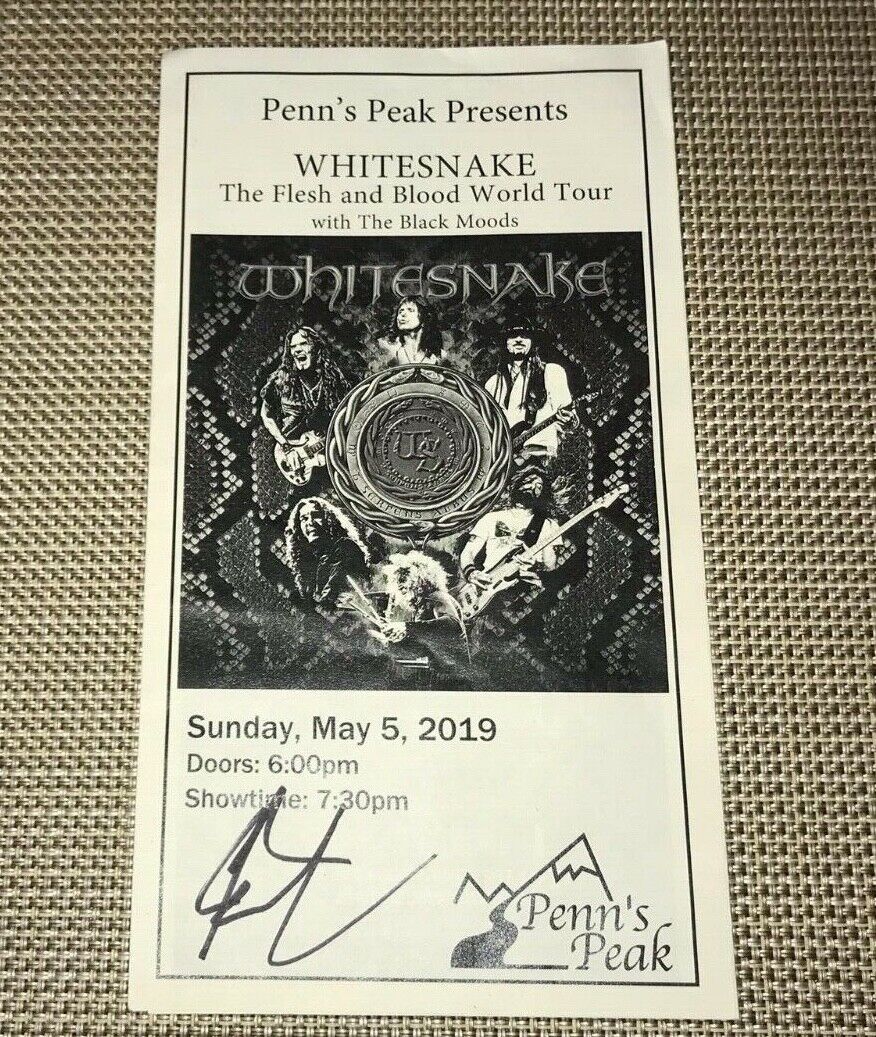 Penn's Peak Presents
WHITESNAKE
The Flesh and Blood World Tour
with The Black Moods
WHITESNAKE
Sunday, May 5, 2019
Doors: 6:00pm
Showtime: 7:30pm
Penn's
Peak